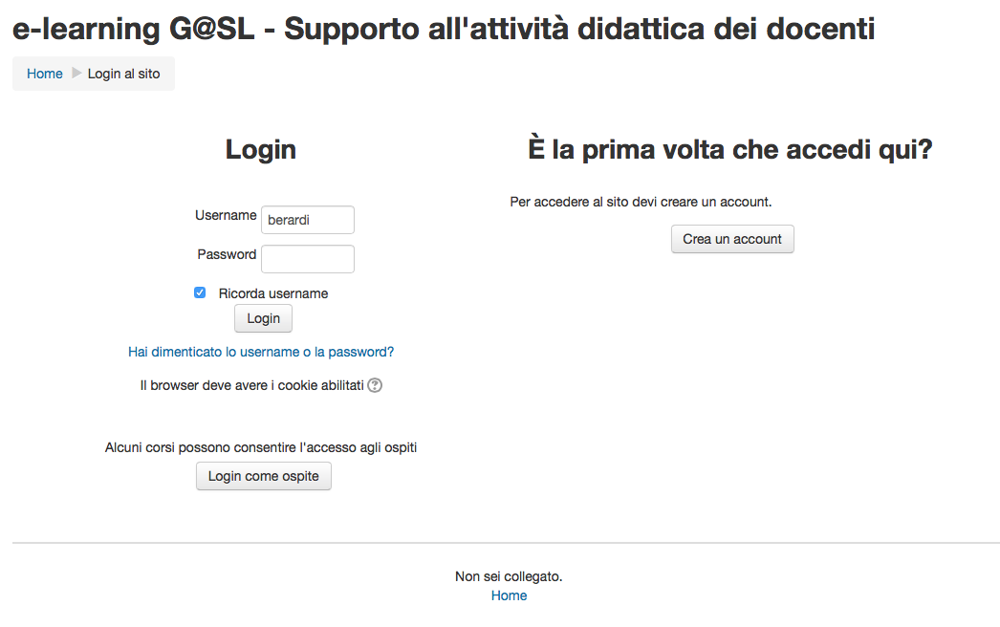 e-learning G@SL - Supporto all'attività didattica dei docenti
Home Login al sito
Login
Username berardi
Password
Ricorda username
Login
Hai dimenticato lo username o la password?
Il browser deve avere i cookie abilitati ?
Alcuni corsi possono consentire l'accesso agli ospiti
Login come ospite
È la prima volta che accedi qui?
Per accedere al sito devi creare un account.
Crea un account
Non sei collegato.
Home